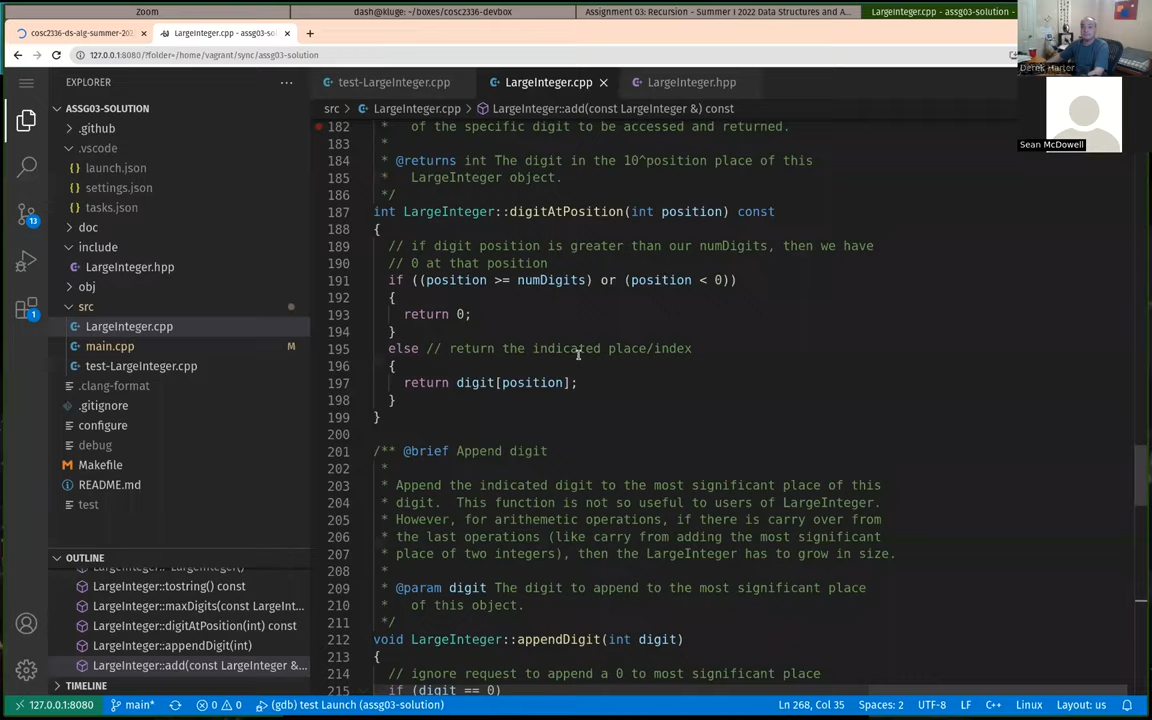 Zoom
dash@kluge: ~/boxes/cosc2336-devbox
Assignment 03: Recursion - Summer I 2022 Data Structures and A...
LargeInteger.cpp - assg03-solution -
cosc2336-ds-alg-summer-202
LargeInteger.cpp - assg03-so
127.0.0.1:8080/?folder=/home/vagrant/sync/assg03-solution
Derek Harter
Sean McDowell
EXPLORER
ASSG03-SOLUTION
.github
.vscode
launch.json
settings.json
tasks.json
doc
include
LargeInteger.hpp
obj
src
LargeInteger.cpp
main.cpp M
test-LargeInteger.cpp
.clang-format
.gitignore
configure
debug
Makefile
README.md
test
13
1
OUTLINE
LargeInteger::tostring() const
LargeInteger::maxDigits(const LargeInt...
LargeInteger::digitAtPosition(int) const
LargeInteger::appendDigit(int)
LargeInteger::add(const LargeInteger &...
TIMELINE
test-LargeInteger.cpp
LargeInteger.cpp
LargeInteger.hpp
src > LargeInteger.cpp > LargeInteger::add(const LargeInteger &) const
182 * of the specific digit to be accessed and returned.
183 *
184 * @returns int The digit in the 10^position place of this
185 * LargeInteger object.
186 */
187 int LargeInteger::digitAtPosition(int position) const
188 {
189 // if digit position is greater than our numDigits, then we have
190 // 0 at that position
191 if ((position >= numDigits) or (position < 0))
192 {
193 return 0;
194 }
195 else // return the indicated place/index
196 {
197 return digit[position];
198 }
199 }
200
201 /** @brief Append digit
202 *
203 * Append the indicated digit to the most significant place of this
204 * digit. This function is not so useful to users of LargeInteger.
205 * However, for arithemetic operations, if there is carry over from
206 * the last operations (like carry from adding the most significant
207 * place of two integers), then the LargeInteger has to grow in size.
208 *
209 * @param digit The digit to append to the most significant place
210 * of this object.
211 */
212 void LargeInteger::appendDigit(int digit)
213 {
214 // ignore request to append a 0 to most significant place
215 if (digit == 0)
127.0.0.1:8080
main*
0 0
(gdb) test Launch (assg03-solution)
Ln 268, Col 35
Spaces: 2
UTF-8
LF
C++
Linux
Layout: us